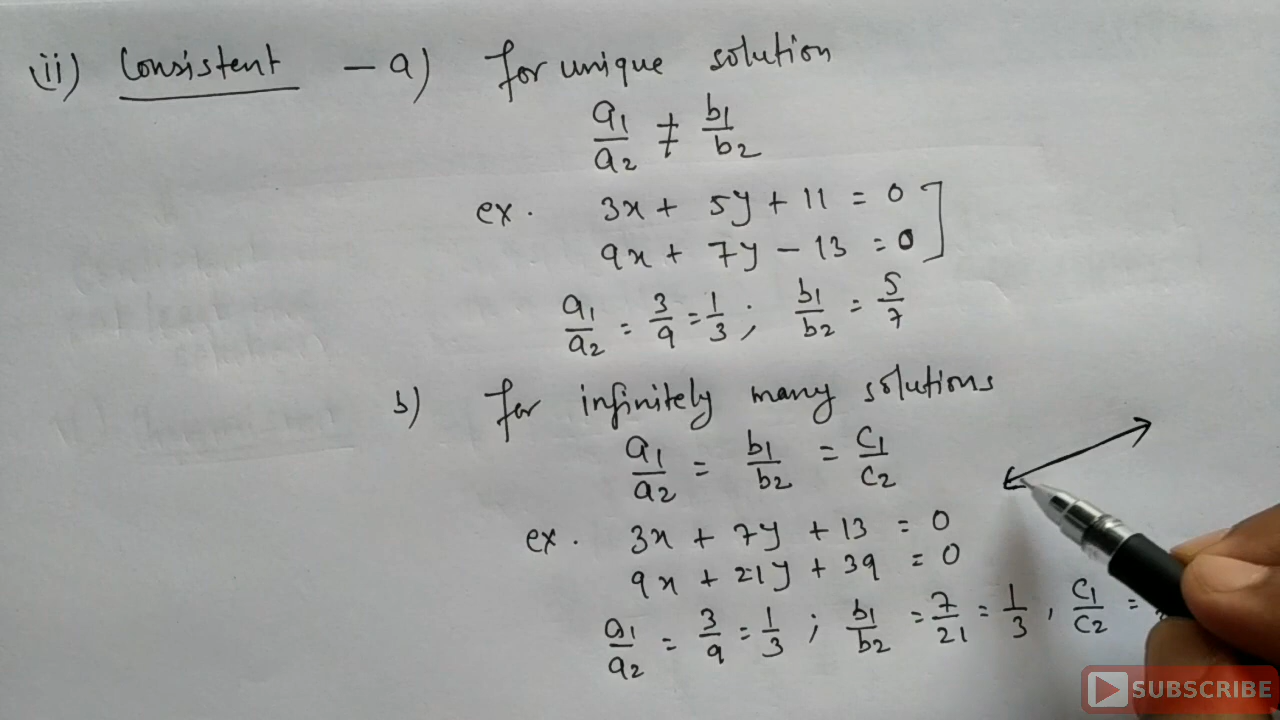 (ii) Consistent - a) For unique solution
a₁/a₂ ≠ b₁/b₂
ex. 3x + 5y + 11 = 0
9x + 7y - 13 = 0
a₁/a₂ = 3/9 = 1/3 ; b₁/b₂ = 5/7
b) For infinitely many solutions
a₁/a₂ = b₁/b₂ = c₁/c₂
ex. 3x + 7y + 13 = 0
9x + 21y + 39 = 0
a₁/a₂ = 3/9 = 1/3 ; b₁/b₂ = 7/21 = 1/3 , c₁/c₂ =
SUBSCRIBE